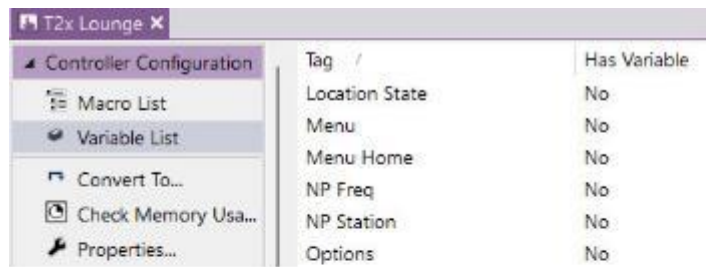 T2x Lounge
Controller Configuration
Macro List
Variable List
Convert To...
Check Memory Usa...
Properties...
Tag / Has Variable
Location State No
Menu No
Menu Home No
NP Freq No
NP Station No
Options No